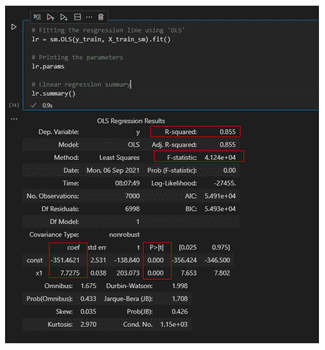 # Fitting the resgression line using 'OLS'
lr = sm.OLS(y_train, X_train_sm).fit()
# Printing the parameters
lr.params
# Linear regression summary
lr.summary()
[34] ✓ 0.9s
... OLS Regression Results
Dep. Variable: y R-squared: 0.855
Model: OLS Adj. R-squared: 0.855
Method: Least Squares F-statistic: 4.124e+04
Date: Mon, 06 Sep 2021 Prob (F-statistic): 0.00
Time: 08:07:49 Log-Likelihood: -27455.
No. Observations: 7000 AIC: 5.491e+04
Df Residuals: 6998 BIC: 5.493e+04
Df Model: 1
Covariance Type: nonrobust
coef std err t P>|t| [0.025 0.975]
const -351.4621 2.531 -138.840 0.000 -356.424 -346.500
x1 7.7275 0.038 203.073 0.000 7.653 7.802
Omnibus: 1.675 Durbin-Watson: 1.998
Prob(Omnibus): 0.433 Jarque-Bera (JB): 1.708
Skew: 0.035 Prob(JB): 0.426
Kurtosis: 2.970 Cond. No. 1.15e+03